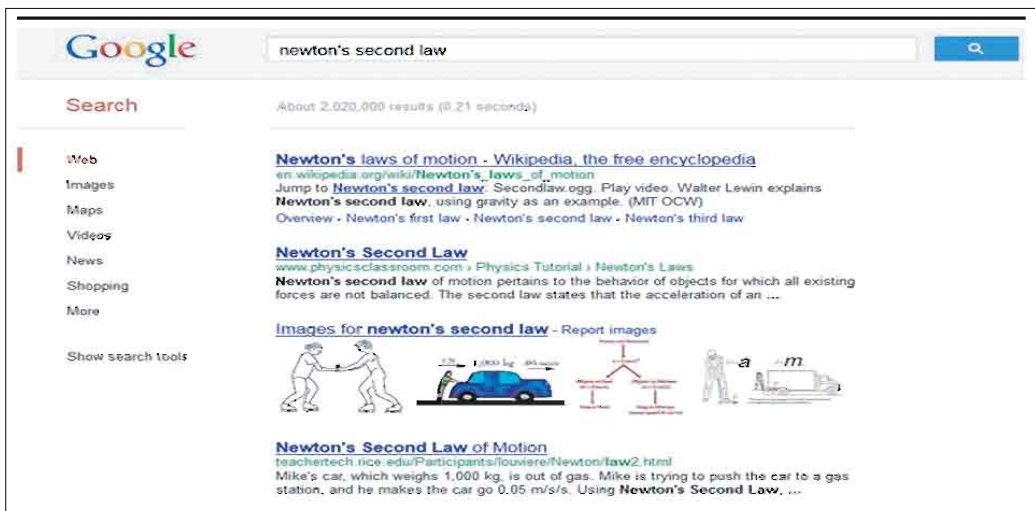 Google
newton's second law
Search
About 2,020,000 results (0.21 seconds)
Web
Images
Maps
Videos
News
Shopping
More
Show search tools
Newton's laws of motion - Wikipedia, the free encyclopedia
en.wikipedia.org/wiki/Newton's_laws_of_motion
Jump to Newton's second law: Secondlaw.ogg. Play video. Walter Lewin explains
Newton's second law, using gravity as an example. (MIT OCW)
Overview - Newton's first law - Newton's second law - Newton's third law
Newton's Second Law
www.physicsclassroom.com › Physics Tutorial › Newton's Laws
Newton's second law of motion pertains to the behavior of objects for which all existing
forces are not balanced. The second law states that the acceleration of an ...
Images for newton's second law - Report images
1,000 kg
a m
Newton's Second Law of Motion
teachertech.rice.edu/Participants/louviere/Newton/law2.html
Mike's car, which weighs 1,000 kg, is out of gas. Mike is trying to push the car to a gas
station, and he makes the car go 0.05 m/s/s. Using Newton's Second Law, ...